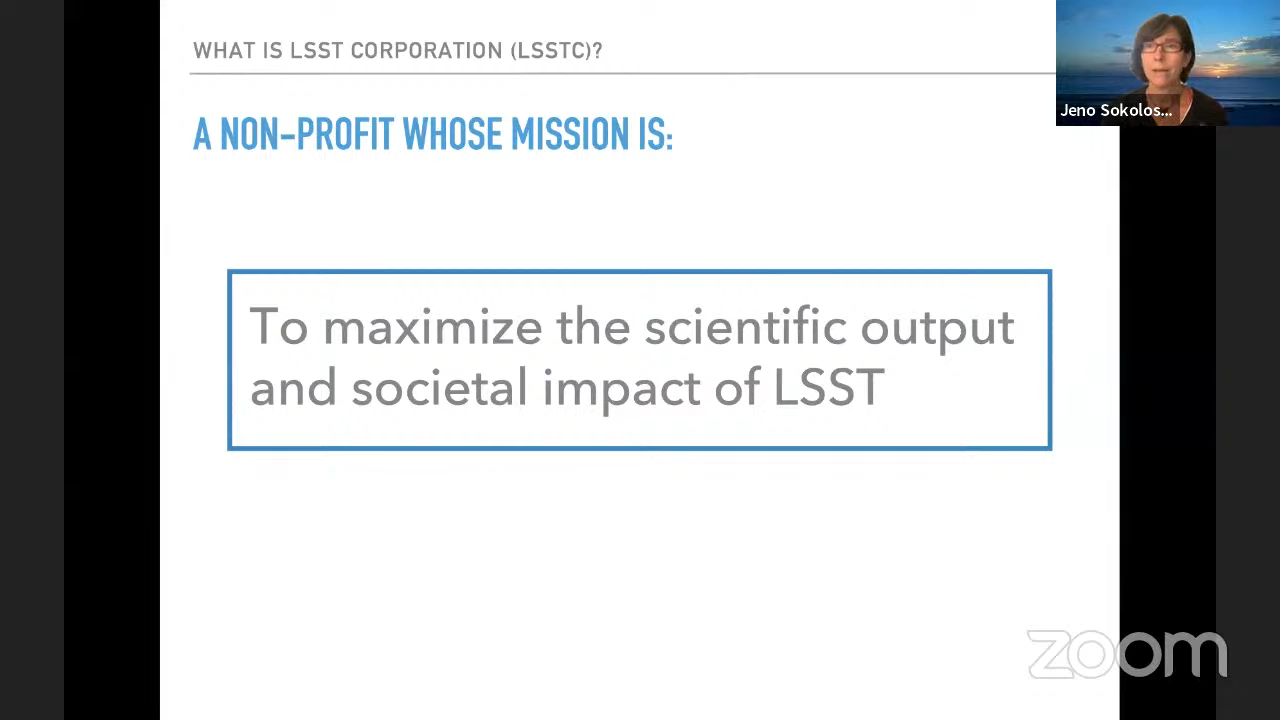 WHAT IS LSST CORPORATION (LSSTC)?
A NON-PROFIT WHOSE MISSION IS:
To maximize the scientific output
and societal impact of LSST
Jeno Sokolos...
zoom